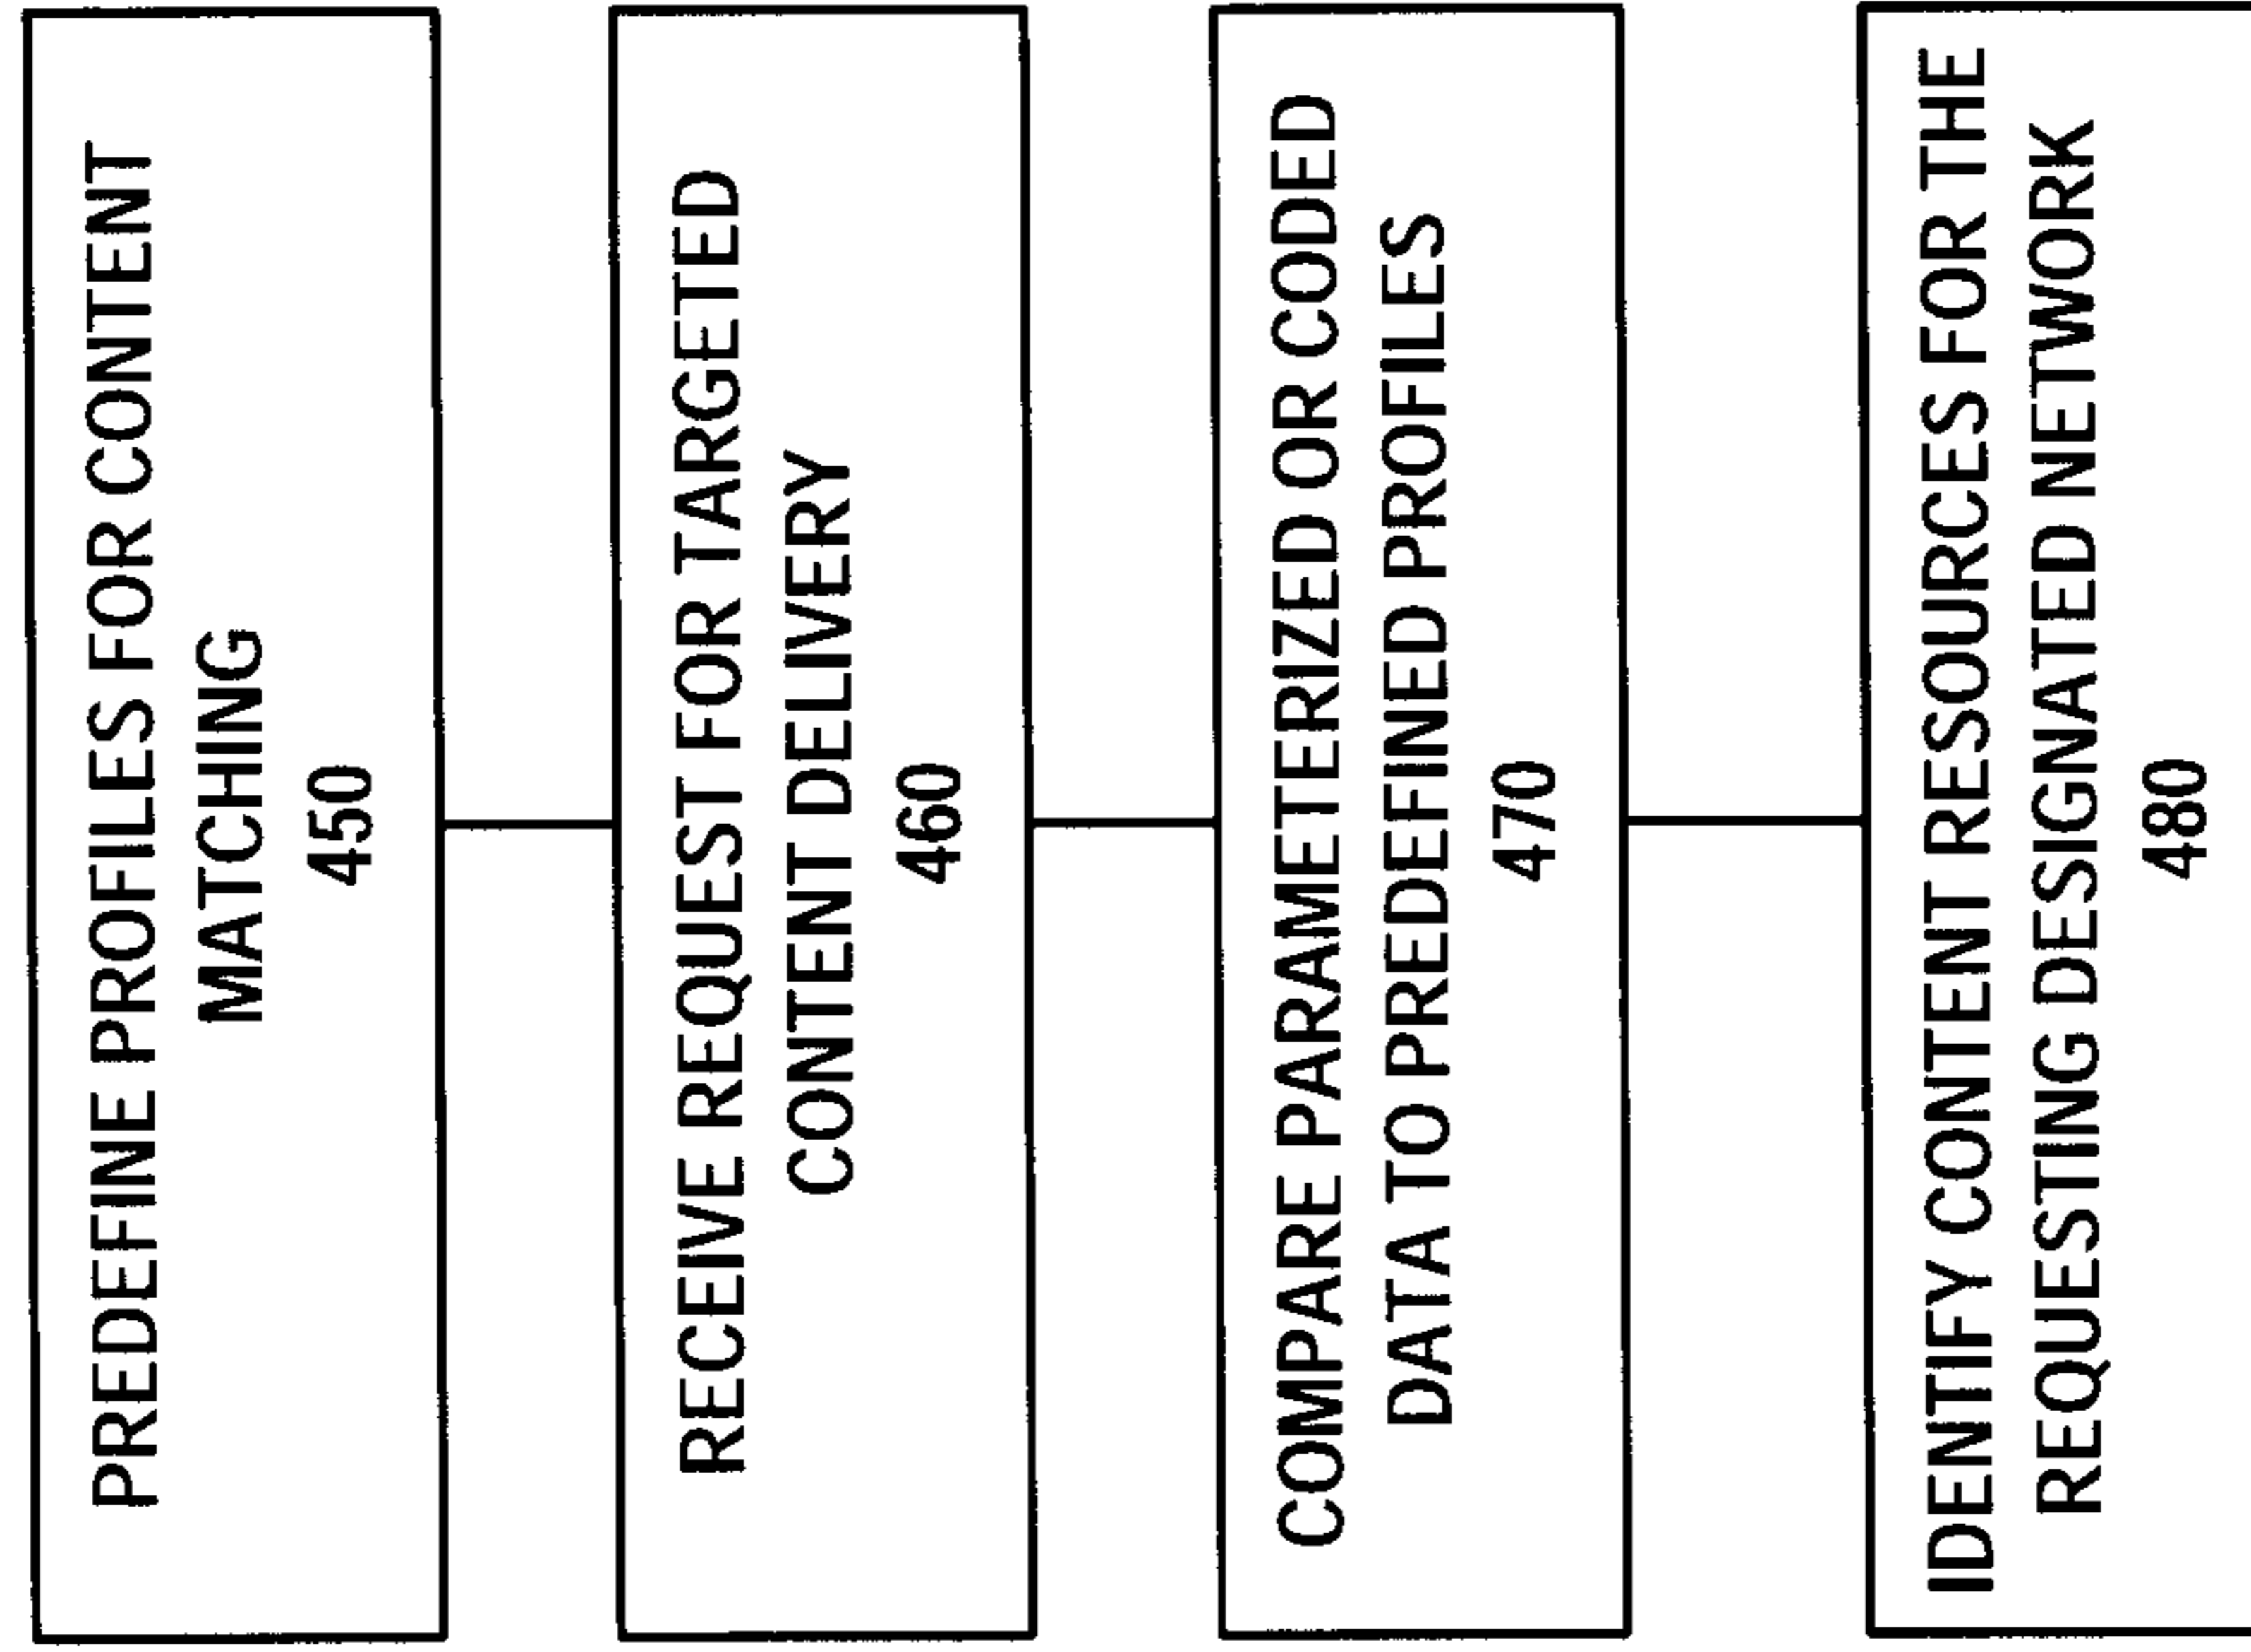 PREDEFINE PROFILES FOR CONTENT
MATCHING
450
RECEIVE REQUEST FOR TARGETED
CONTENT DELIVERY
460
COMPARE PARAMETERIZED OR CODED
DATA TO PREDEFINED PROFILES
470
IDENTIFY CONTENT RESOURCES FOR THE
REQUESTING DESIGNATED NETWORK
480